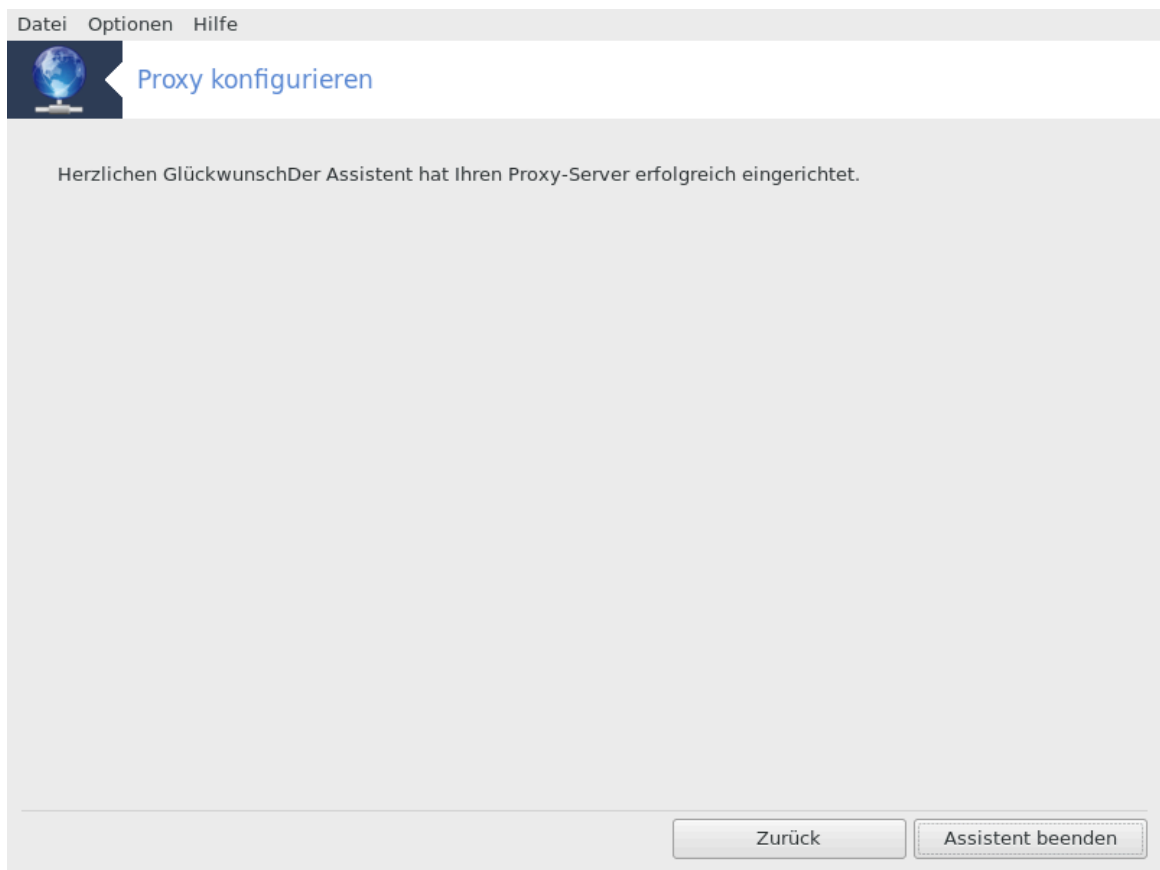 Datei Optionen Hilfe
Proxy konfigurieren
Herzlichen GlückwunschDer Assistent hat Ihren Proxy-Server erfolgreich eingerichtet.
Zurück Assistent beenden